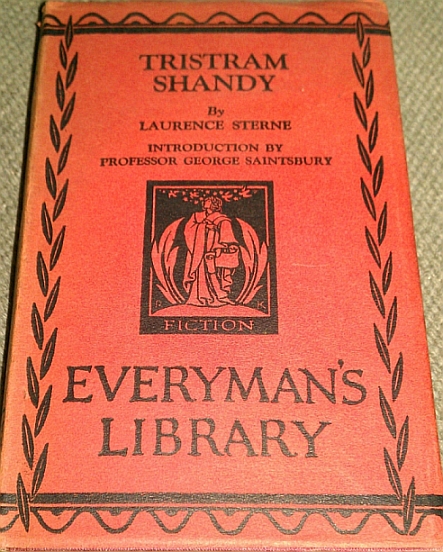 TRISTRAM
SHANDY
By
LAURENCE STERNE
INTRODUCTION BY
PROFESSOR GEORGE SAINTSBURY
R K
FICTION
EVERYMAN'S
LIBRARY